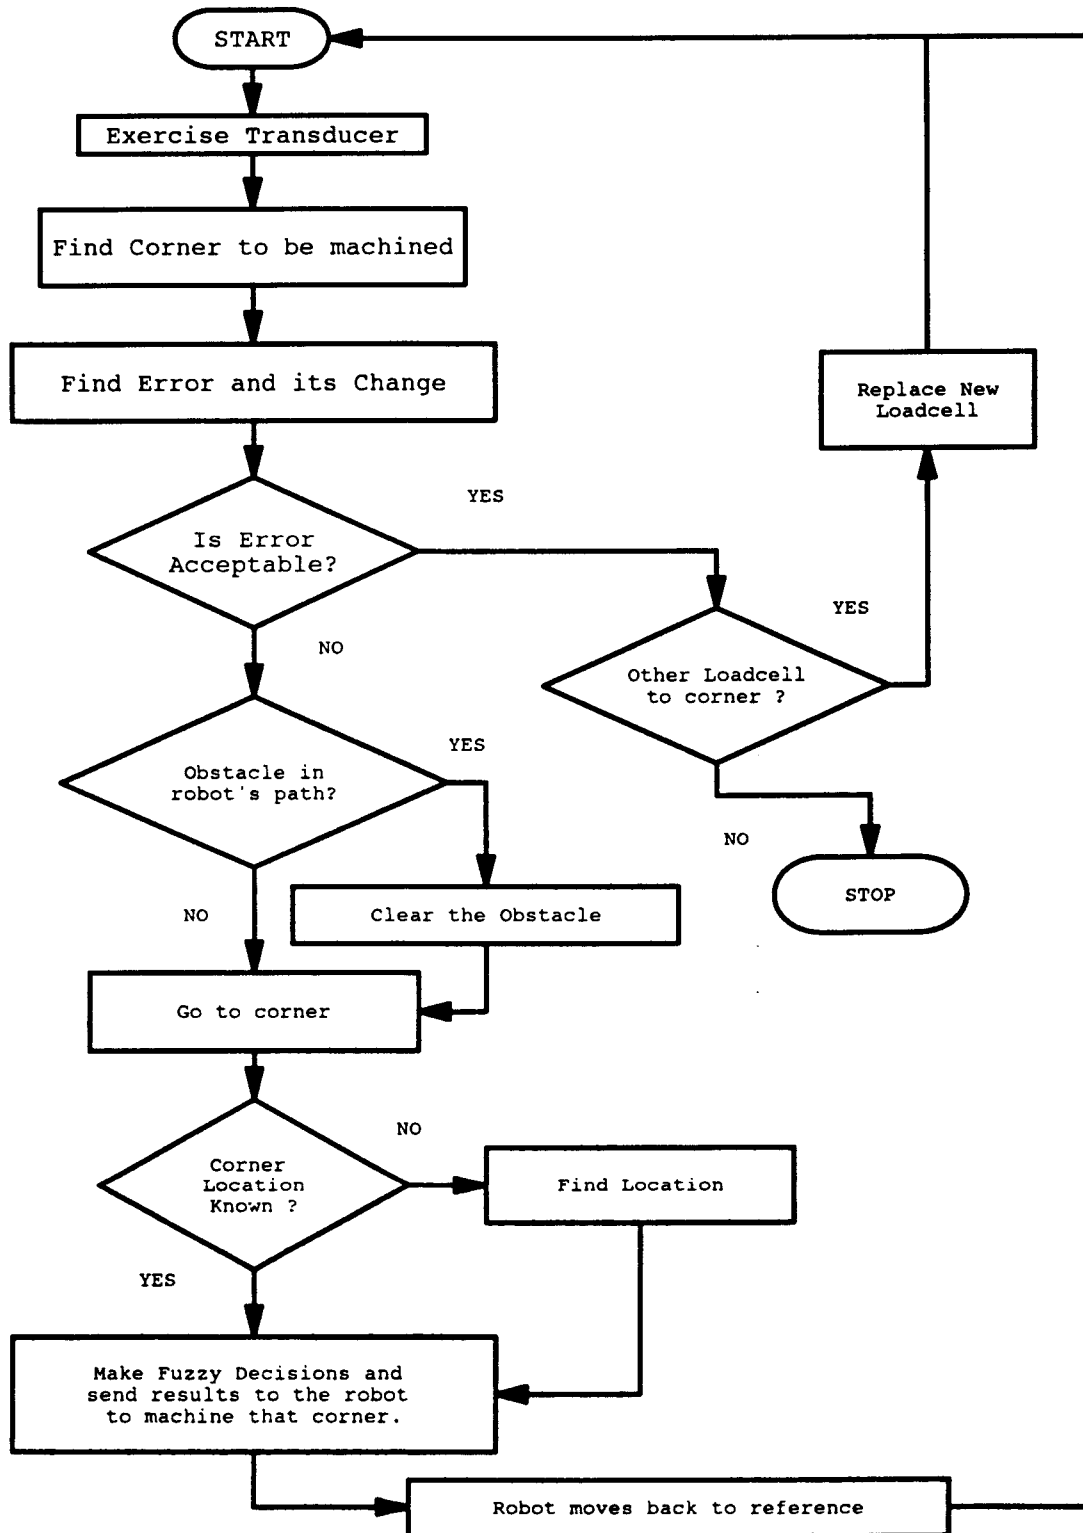 START
Exercise Transducer
Find Corner to be machined
Find Error and its Change
Replace New
Loadcell
YES
Is Error
Acceptable?
YES
NO
Other Loadcell
to corner ?
YES
Obstacle in
robot's path?
NO
STOP
NO
Clear the Obstacle
Go to corner
NO
Corner
Location
Known ?
Find Location
YES
Make Fuzzy Decisions and
send results to the robot
to machine that corner.
Robot moves back to reference